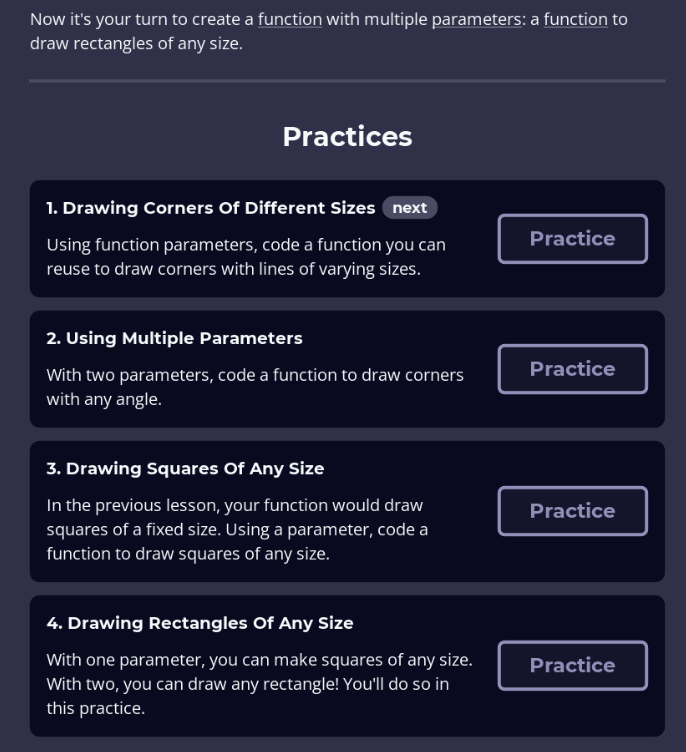 Now it's your turn to create a function with multiple parameters: a function to
draw rectangles of any size.
Practices
1. Drawing Corners Of Different Sizes next
Using function parameters, code a function you can
reuse to draw corners with lines of varying sizes.
Practice
2. Using Multiple Parameters
With two parameters, code a function to draw corners
with any angle.
Practice
3. Drawing Squares Of Any Size
In the previous lesson, your function would draw
squares of a fixed size. Using a parameter, code a
function to draw squares of any size.
Practice
4. Drawing Rectangles Of Any Size
With one parameter, you can make squares of any size.
With two, you can draw any rectangle! You'll do so in
this practice.
Practice